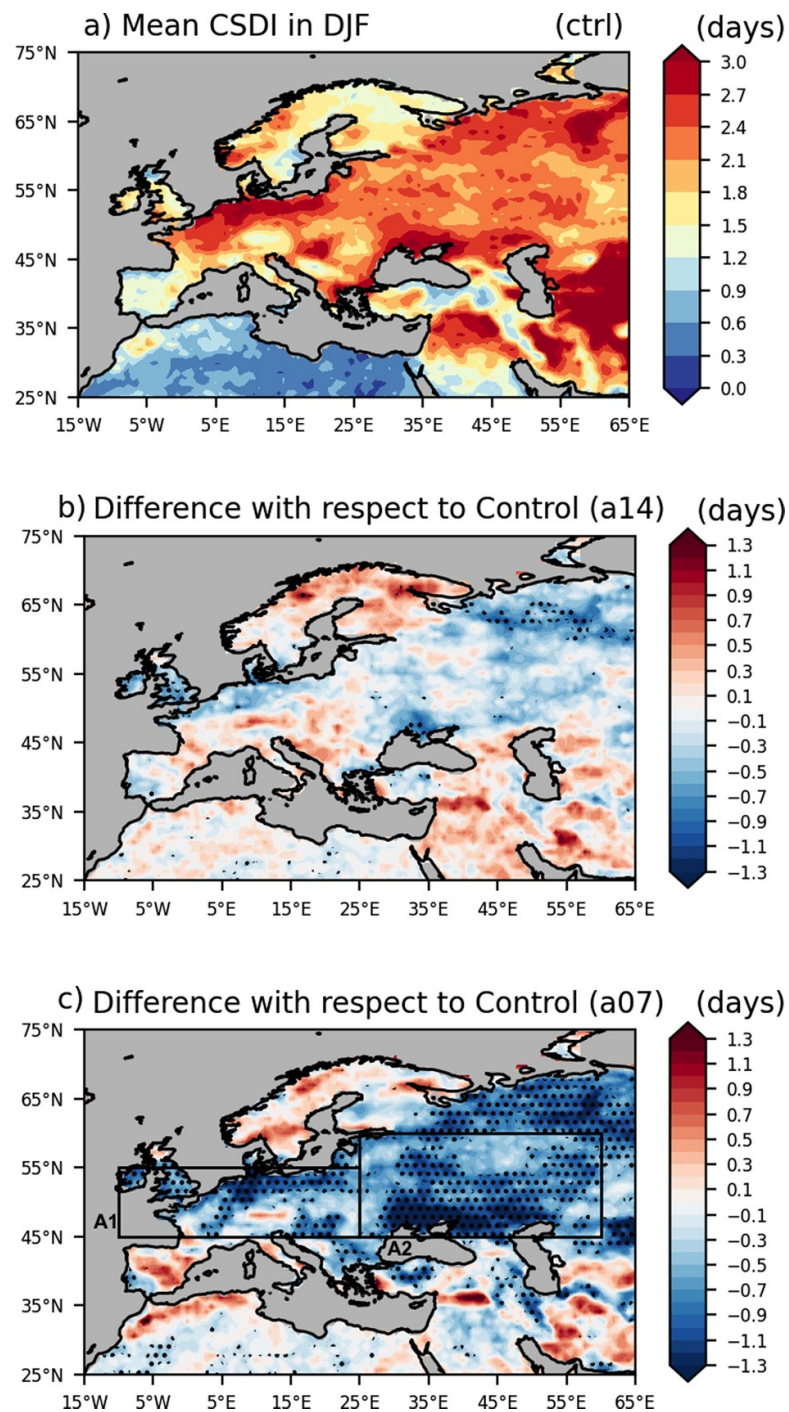 a) Mean CSDI in DJF (ctrl) (days)
75°N
65°N
55°N
45°N
35°N
25°N
15°W 5°W 5°E 15°E 25°E 35°E 45°E 55°E 65°E
3.0
2.7
2.4
2.1
1.8
1.5
1.2
0.9
0.6
0.3
0.0
b) Difference with respect to Control (a14) (days)
75°N
65°N
55°N
45°N
35°N
25°N
15°W 5°W 5°E 15°E 25°E 35°E 45°E 55°E 65°E
1.3
1.1
0.9
0.7
0.5
0.3
0.1
−0.1
−0.3
−0.5
−0.7
−0.9
−1.1
−1.3
c) Difference with respect to Control (a07) (days)
75°N
65°N
55°N
45°N
35°N
25°N
A1
A2
15°W 5°W 5°E 15°E 25°E 35°E 45°E 55°E 65°E
1.3
1.1
0.9
0.7
0.5
0.3
0.1
−0.1
−0.3
−0.5
−0.7
−0.9
−1.1
−1.3